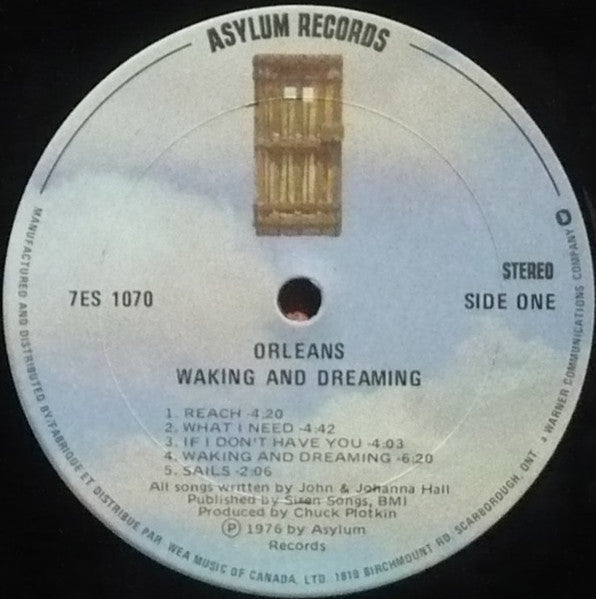 ASYLUM RECORDS
STEREO
7ES 1070
SIDE ONE
ORLEANS
WAKING AND DREAMING
1. REACH -4:20
2. WHAT I NEED -4:42
3. IF I DON'T HAVE YOU -4:03
4. WAKING AND DREAMING -6:20
5. SAILS -2:06
All songs written by John & Johanna Hall
Published by Siren Songs, BMI
Produced by Chuck Plotkin
Ⓟ 1976 by Asylum
Records
MANUFACTURED AND DISTRIBUTED BY/FABRIQUE ET DISTRIBUE PAR WEA MUSIC OF CANADA, LTD. 1810 BIRCHMOUNT RD. SCARBOROUGH, ONT. a WARNER COMMUNICATIONS COMPANY